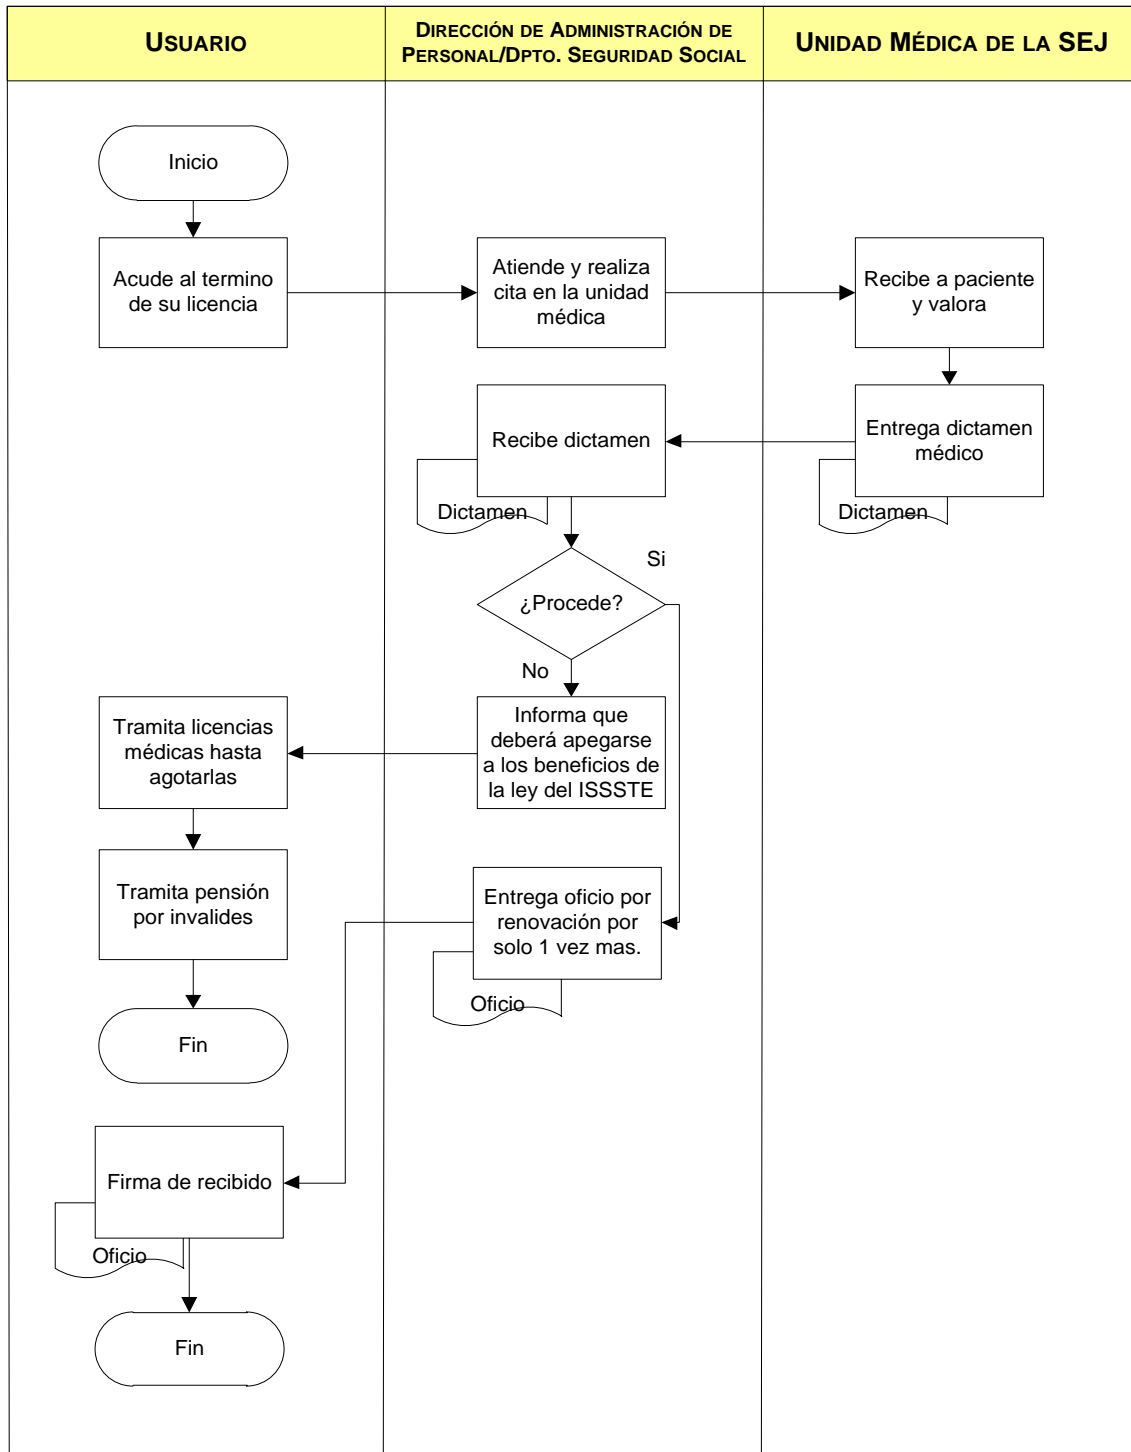 USUARIO
DIRECCIÓN DE ADMINISTRACIÓN DE
PERSONAL/DPTO. SEGURIDAD SOCIAL
UNIDAD MÉDICA DE LA SEJ
Inicio
Acude al termino
de su licencia
Atiende y realiza
cita en la unidad
médica
Recibe a paciente
y valora
Entrega dictamen
médico
Dictamen
Recibe dictamen
Dictamen
¿Procede?
Si
No
Informa que
deberá apegarse
a los beneficios de
la ley del ISSSTE
Tramita licencias
médicas hasta
agotarlas
Tramita pensión
por invalides
Fin
Entrega oficio por
renovación por
solo 1 vez mas.
Oficio
Firma de recibido
Oficio
Fin